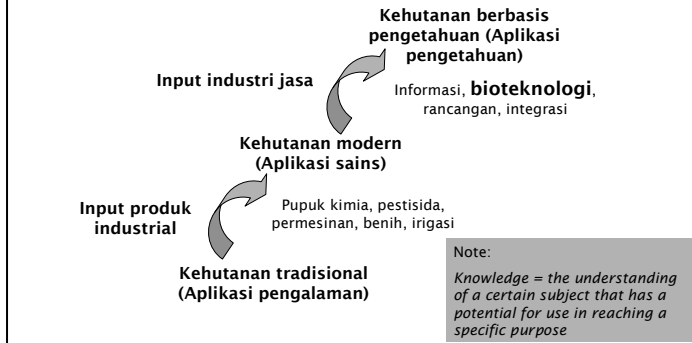 Kehutanan berbasis
pengetahuan (Aplikasi
pengetahuan)
Input industri jasa
Informasi, bioteknologi,
rancangan, integrasi
Kehutanan modern
(Aplikasi sains)
Input produk
industrial
Pupuk kimia, pestisida,
permesinan, benih, irigasi
Kehutanan tradisional
(Aplikasi pengalaman)
Note:
Knowledge = the understanding
of a certain subject that has a
potential for use in reaching a
specific purpose